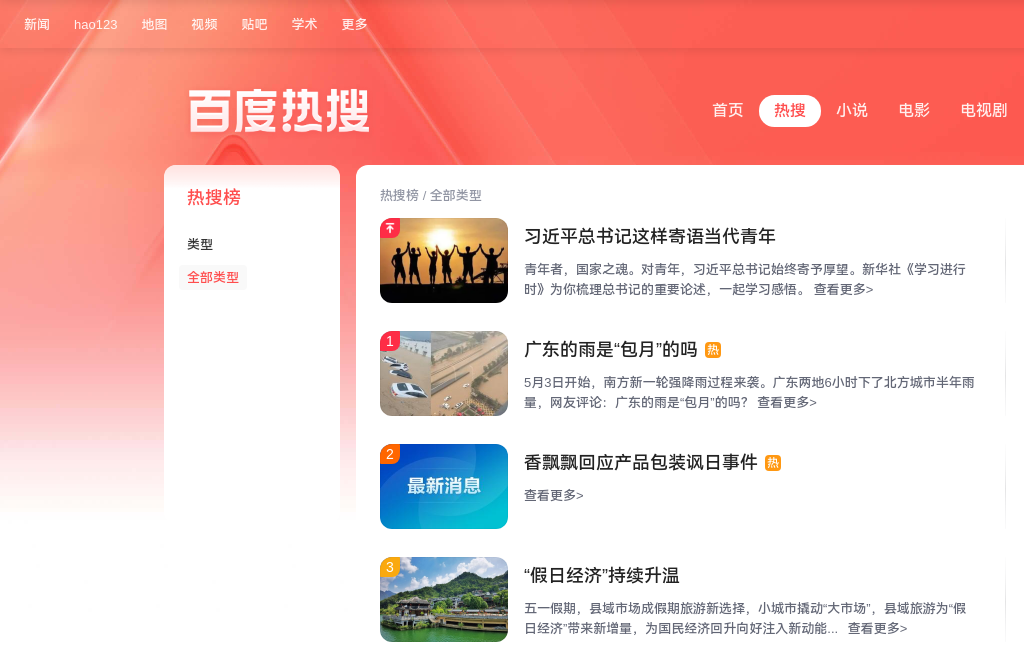 新闻 hao123 地图 视频 贴吧 学术 更多
百度热搜
首页 热搜 小说 电影 电视剧
热搜榜
类型
全部类型
热搜榜 / 全部类型
习近平总书记这样寄语当代青年
青年者，国家之魂。对青年，习近平总书记始终寄予厚望。新华社《学习进行
时》为你梳理总书记的重要论述，一起学习感悟。 查看更多>
1
广东的雨是“包月”的吗 热
5月3日开始，南方新一轮强降雨过程来袭。广东两地6小时下了北方城市半年雨
量，网友评论：广东的雨是“包月”的吗？ 查看更多>
2
最新消息
香飘飘回应产品包装讽日事件 热
查看更多>
3
“假日经济”持续升温
五一假期，县域市场成假期旅游新选择，小城市撬动“大市场”，县域旅游为“假
日经济”带来新增量，为国民经济回升向好注入新动能... 查看更多>